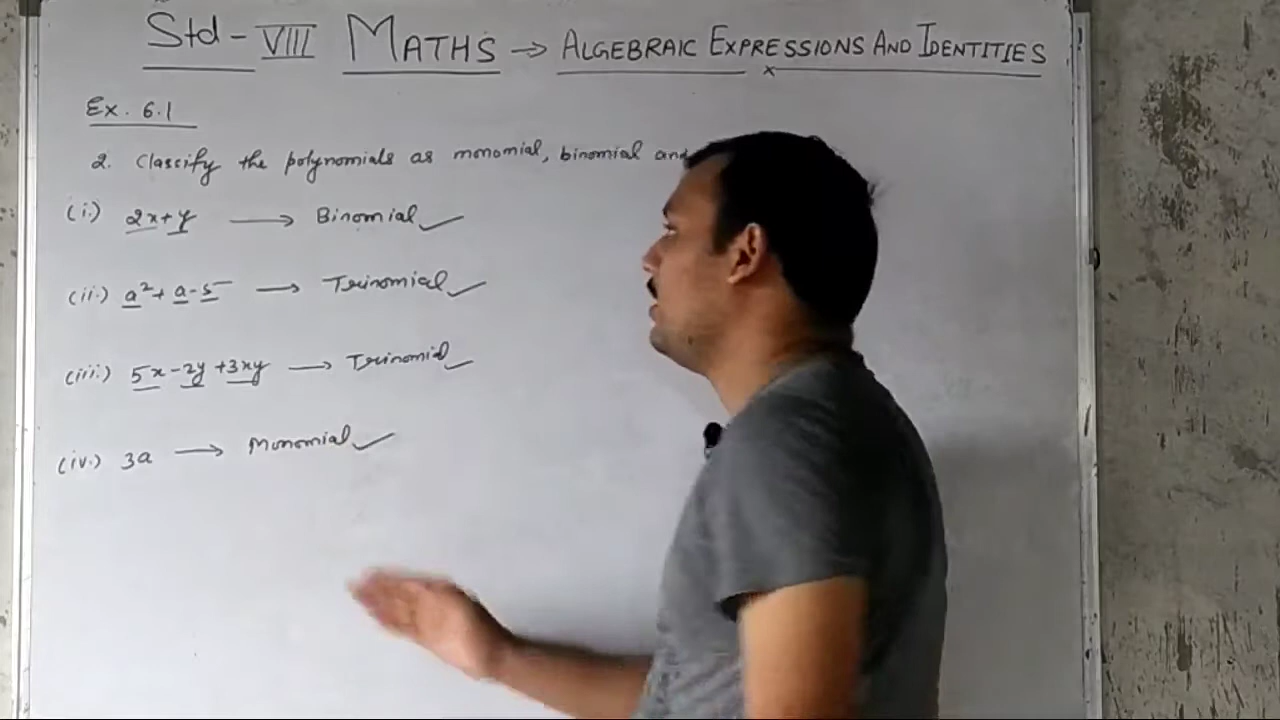 Std - VIII MATHS → ALGEBRAIC EXPRESSIONS AND IDENTITIES
Ex. 6.1
2. Classify the polynomials as monomial, binomial and
(i.) 2x+y → Binomial ✓
(ii.) a²+a-5 → Trinomial ✓
(iii.) 5x-2y+3xy → Trinomial ✓
(iv.) 3a → Monomial ✓